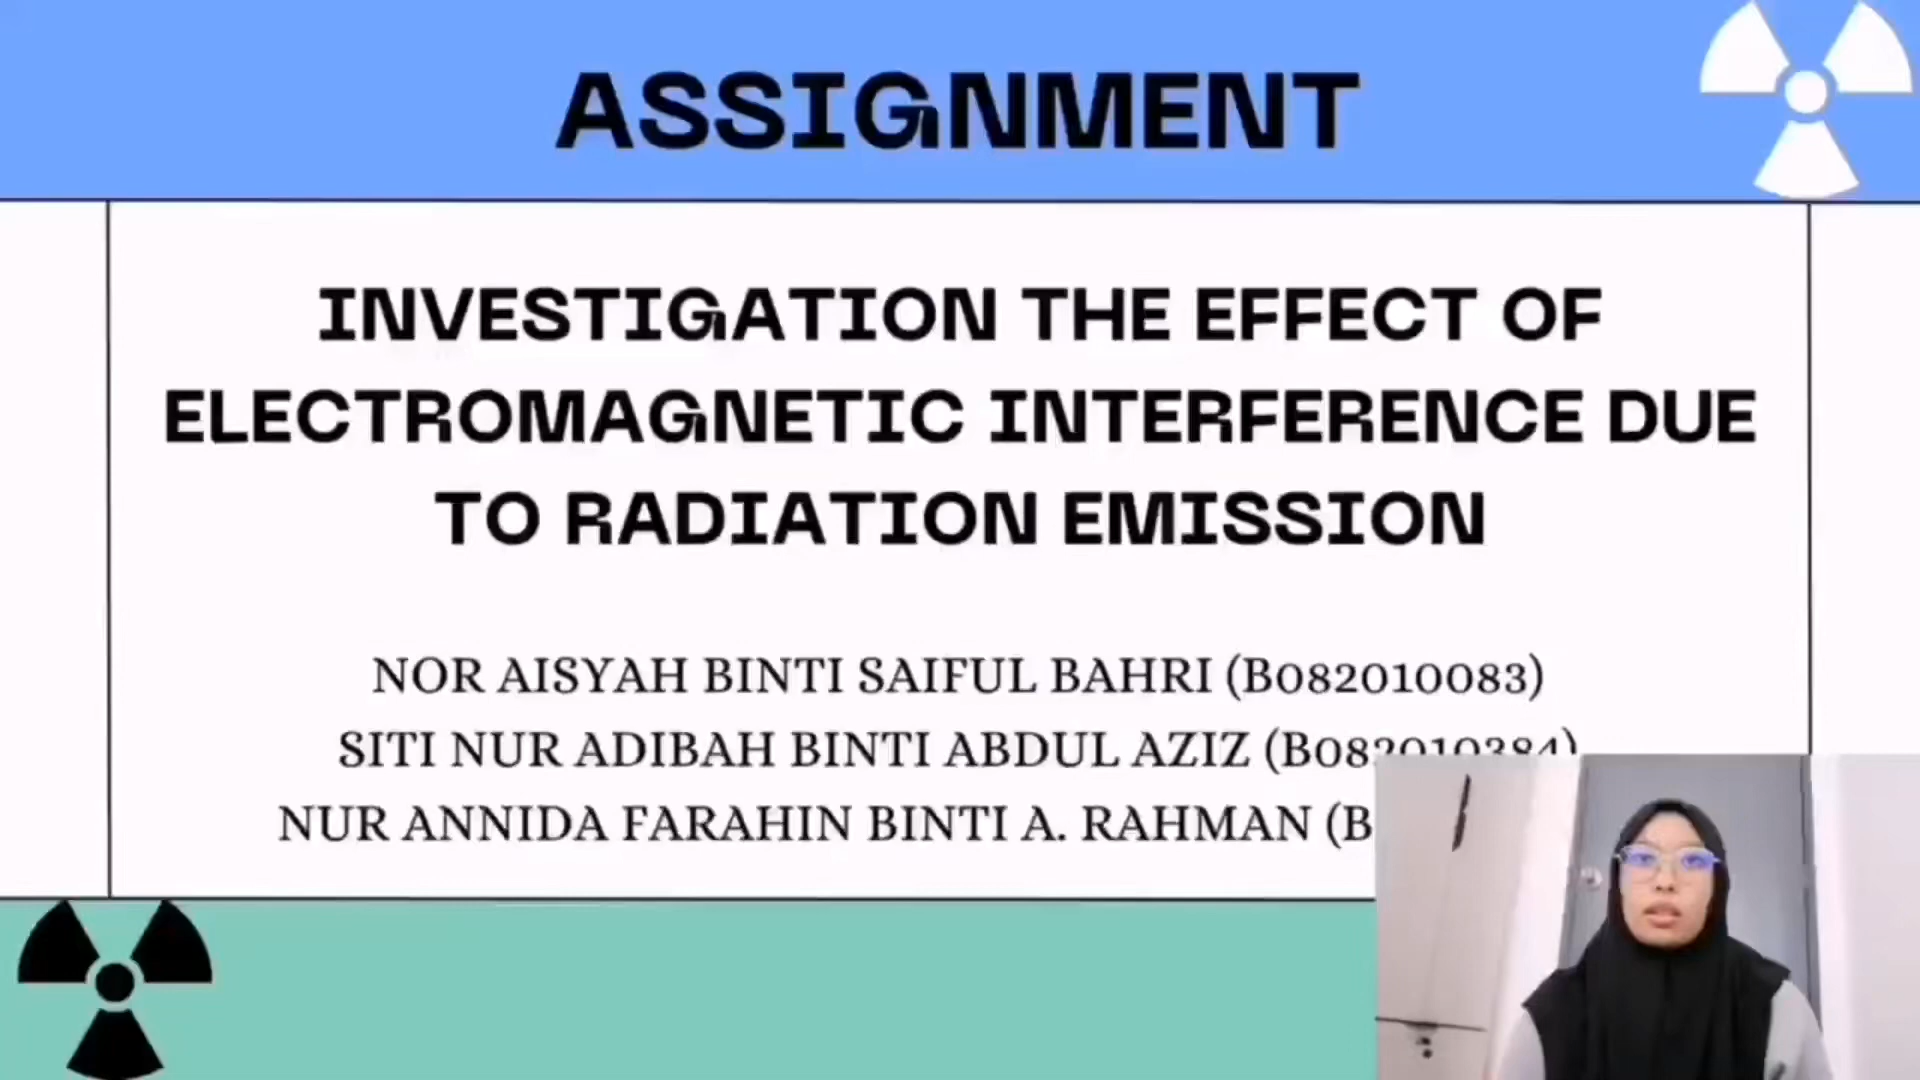 ASSIGNMENT
INVESTIGATION THE EFFECT OF
ELECTROMAGNETIC INTERFERENCE DUE
TO RADIATION EMISSION
NOR AISYAH BINTI SAIFUL BAHRI (B082010083)
SITI NUR ADIBAH BINTI ABDUL AZIZ (B082010384)
NUR ANNIDA FARAHIN BINTI A. RAHMAN (B